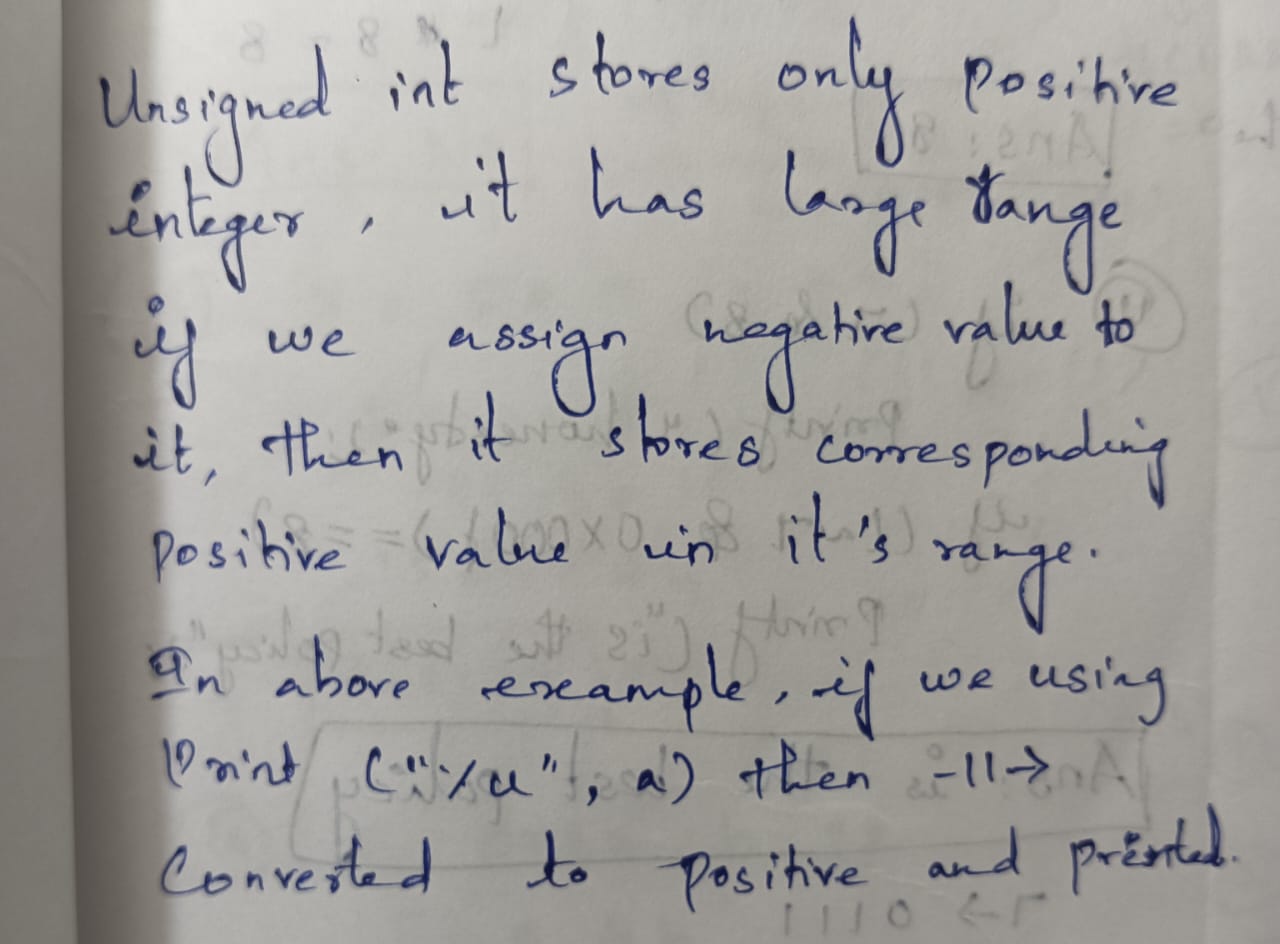 Unsigned int stores only positive
integer, it has large range
if we assign negative value to
it, then it stores corresponding
positive value in it's range.
In above example, if we using
Print ("%u", a) then -11→
Converted to positive and printed.